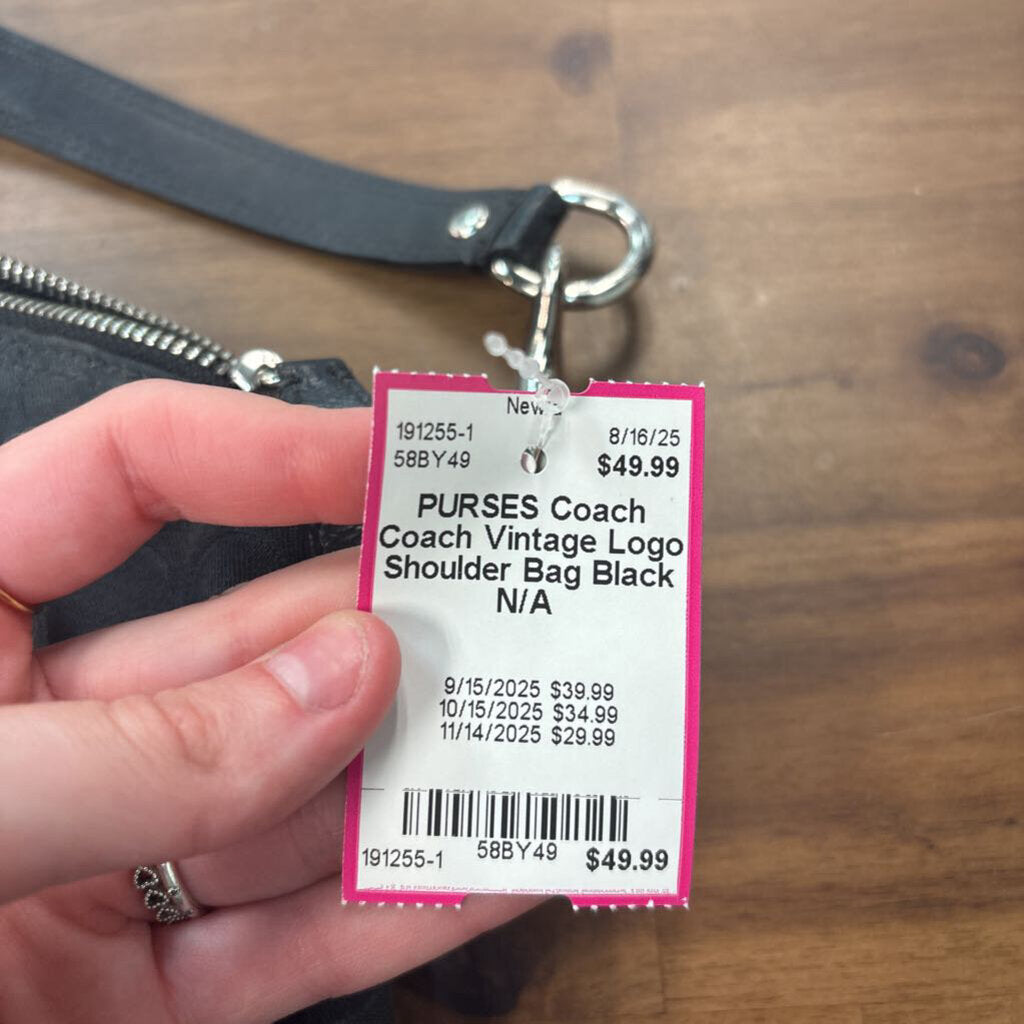 191255-1 8/16/25
58BY49 $49.99
PURSES Coach
Coach Vintage Logo
Shoulder Bag Black
N/A
9/15/2025 $39.99
10/15/2025 $34.99
11/14/2025 $29.99
191255-1 58BY49 $49.99